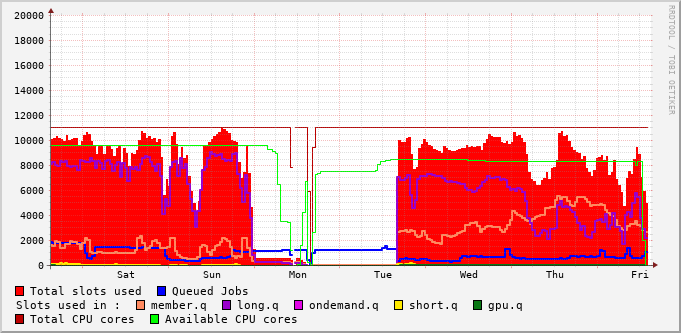 RRDTOOL / TOBI OETIKER
20000
18000
16000
14000
12000
10000
8000
6000
4000
2000
0
Sat Sun Mon Tue Wed Thu Fri
Total slots used Queued Jobs
Slots used in : member.q long.q ondemand.q short.q gpu.q
Total CPU cores Available CPU cores